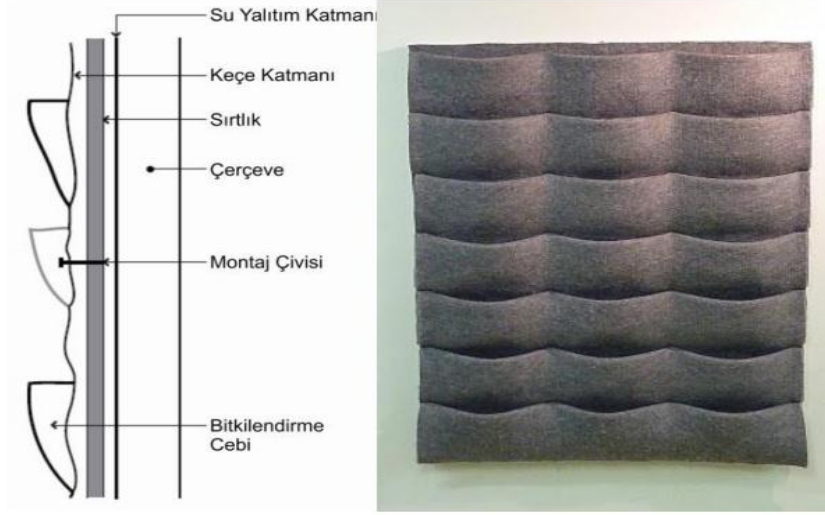 Su Yalıtım Katmanı
Keçe Katmanı
Sırtlık
Çerçeve
Montaj Çivisi
Bitkilendirme
Cebi